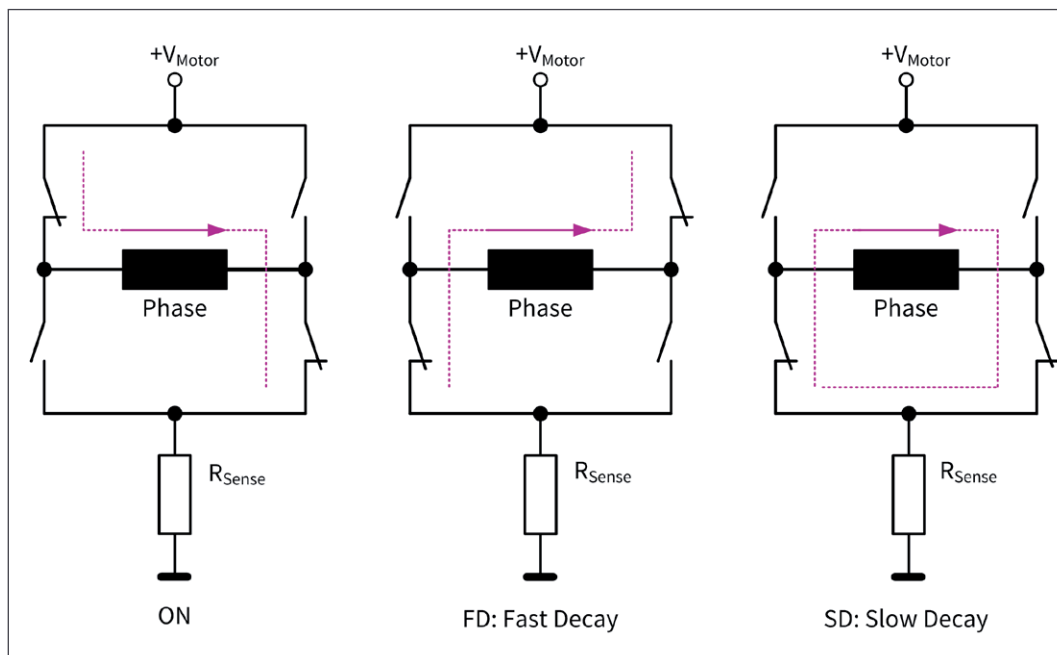 +VMotor
+VMotor
+VMotor
Phase
Phase
Phase
RSense
RSense
RSense
ON
FD: Fast Decay
SD: Slow Decay